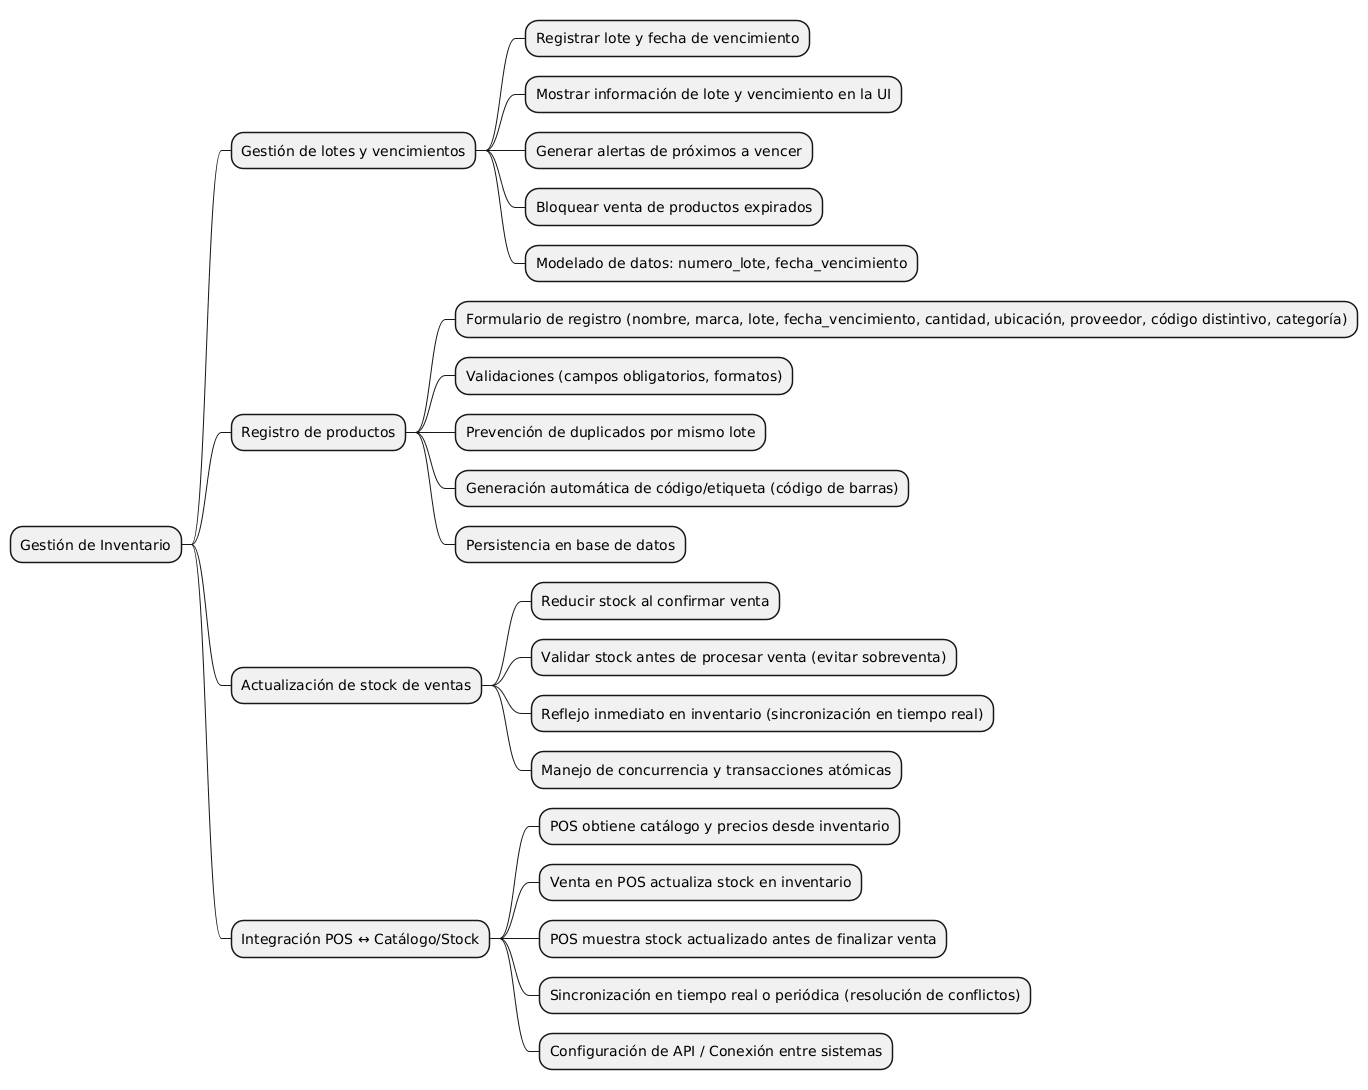 Gestión de Inventario
Gestión de lotes y vencimientos
Registrar lote y fecha de vencimiento
Mostrar información de lote y vencimiento en la UI
Generar alertas de próximos a vencer
Bloquear venta de productos expirados
Modelado de datos: numero_lote, fecha_vencimiento
Registro de productos
Formulario de registro (nombre, marca, lote, fecha_vencimiento, cantidad, ubicación, proveedor, código distintivo, categoría)
Validaciones (campos obligatorios, formatos)
Prevención de duplicados por mismo lote
Generación automática de código/etiqueta (código de barras)
Persistencia en base de datos
Actualización de stock de ventas
Reducir stock al confirmar venta
Validar stock antes de procesar venta (evitar sobreventa)
Reflejo inmediato en inventario (sincronización en tiempo real)
Manejo de concurrencia y transacciones atómicas
Integración POS ↔ Catálogo/Stock
POS obtiene catálogo y precios desde inventario
Venta en POS actualiza stock en inventario
POS muestra stock actualizado antes de finalizar venta
Sincronización en tiempo real o periódica (resolución de conflictos)
Configuración de API / Conexión entre sistemas